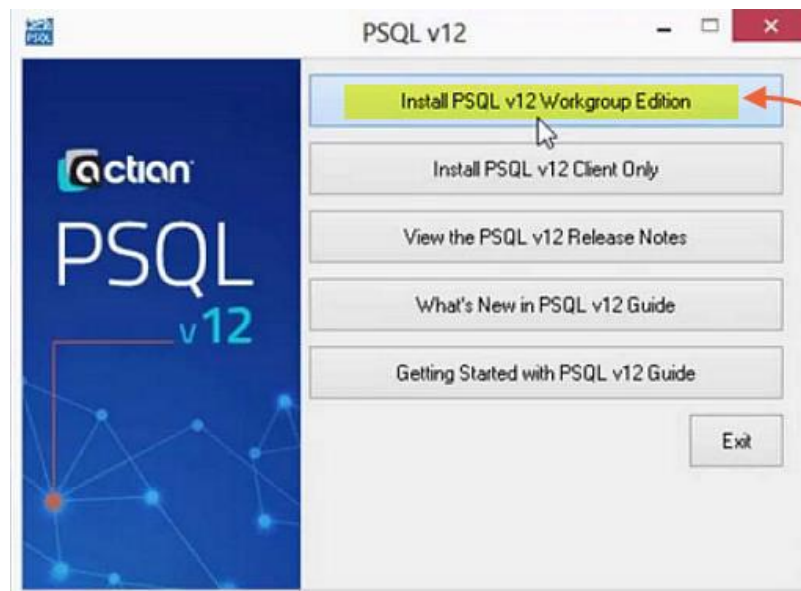 PSQL
PSQL v12
Install PSQL v12 Workgroup Edition
actian
PSQL
v12
Install PSQL v12 Client Only
View the PSQL v12 Release Notes
What's New in PSQL v12 Guide
Getting Started with PSQL v12 Guide
Exit